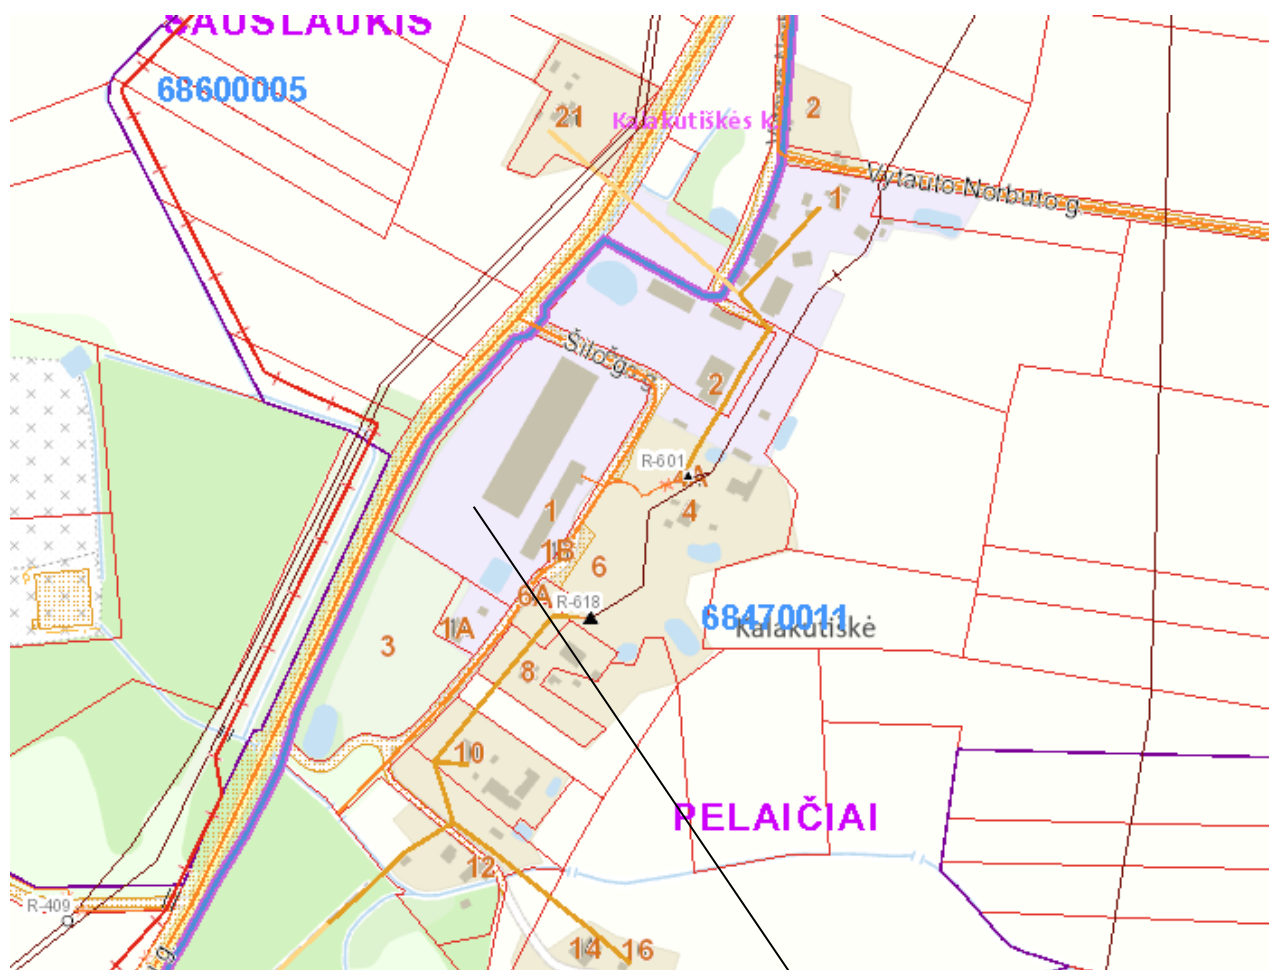 SAUSLAUKIS
68600005
21
Kalakutiškės k
2
Vytauto Norbuto g.
1
Šilo
g.
2
R-601
4A
4
1
1B
6
6A
R-618
68470011
Kalakutiškė
1A
3
8
10
PELAIČIAI
12
R-409
14
16
g.